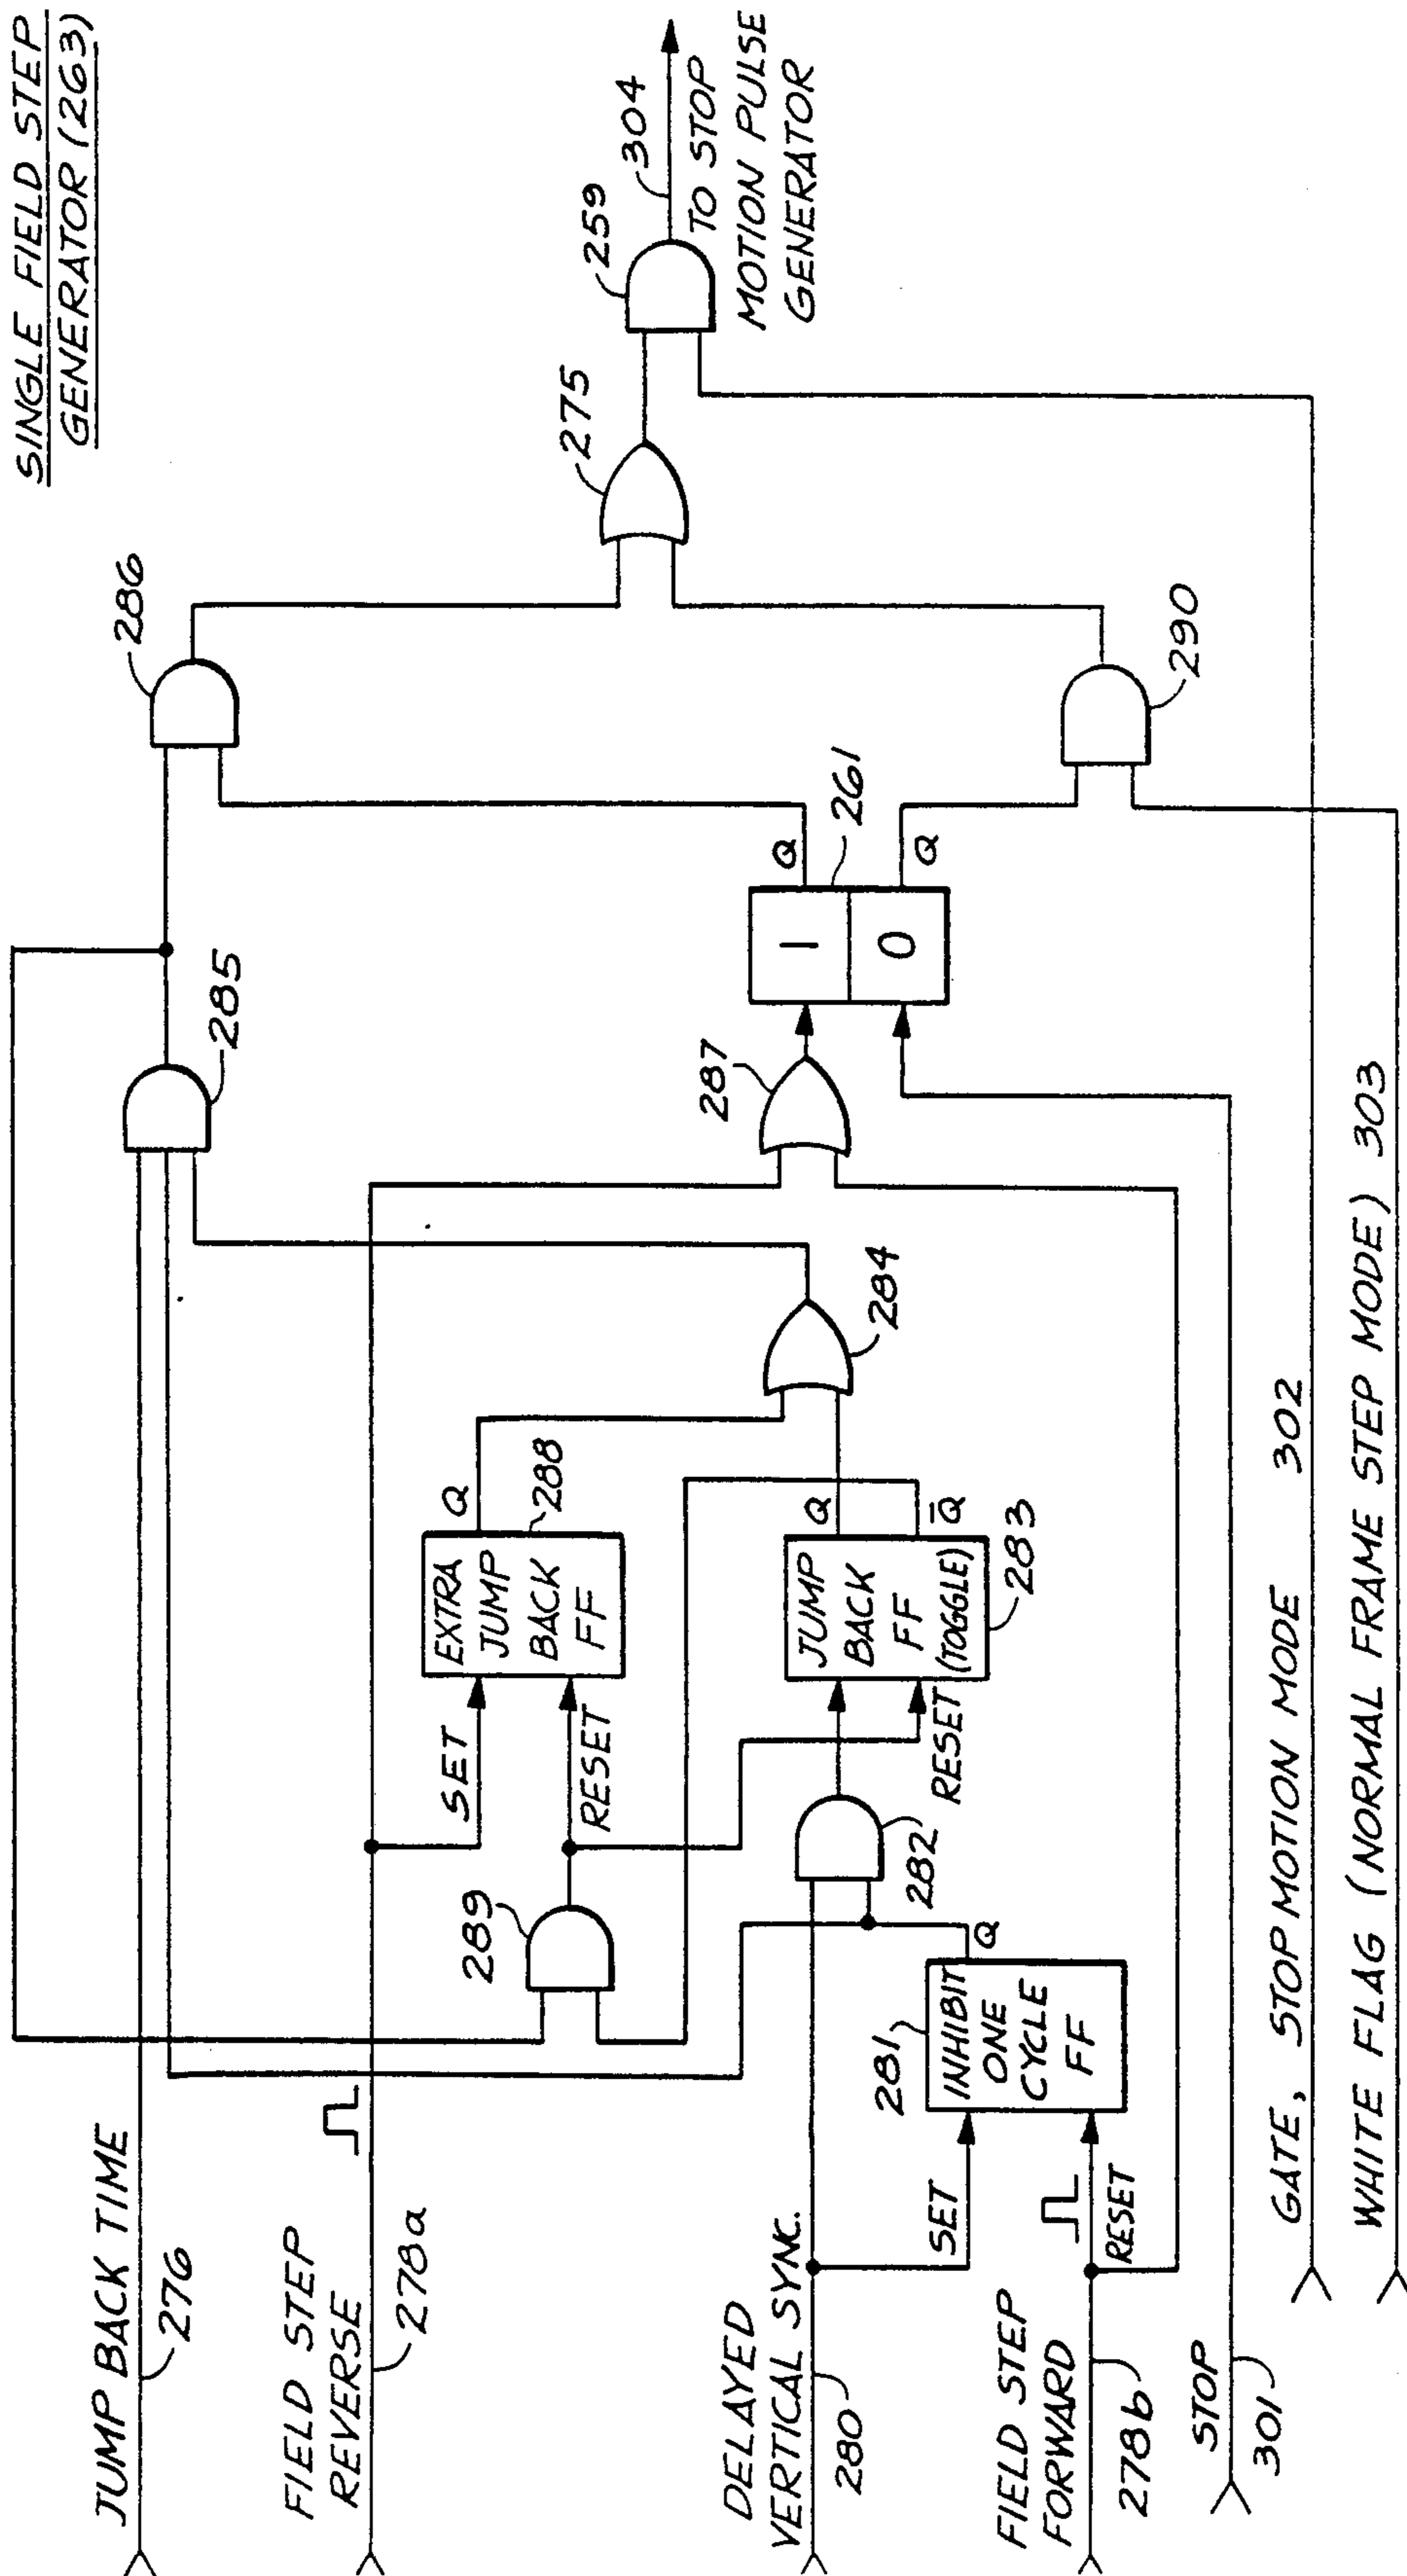 SINGLE FIELD STEP
GENERATOR (263)
JUMP BACK TIME
276
FIELD STEP
REVERSE
278a
DELAYED
VERTICAL SYNC.
280
FIELD STEP
FORWARD
278b
STOP
301
GATE, STOP MOTION MODE 302
WHITE FLAG (NORMAL FRAME STEP MODE) 303
SET
RESET
281
INHIBIT
ONE
CYCLE
FF
Q
289
282
SET
RESET
EXTRA
JUMP
BACK
FF
Q
288
RESET
JUMP
BACK
FF
(TOGGLE)
Q
Q̅
283
284
285
287
1
0
Q
Q
261
286
290
275
259
304
TO STOP
MOTION PULSE
GENERATOR